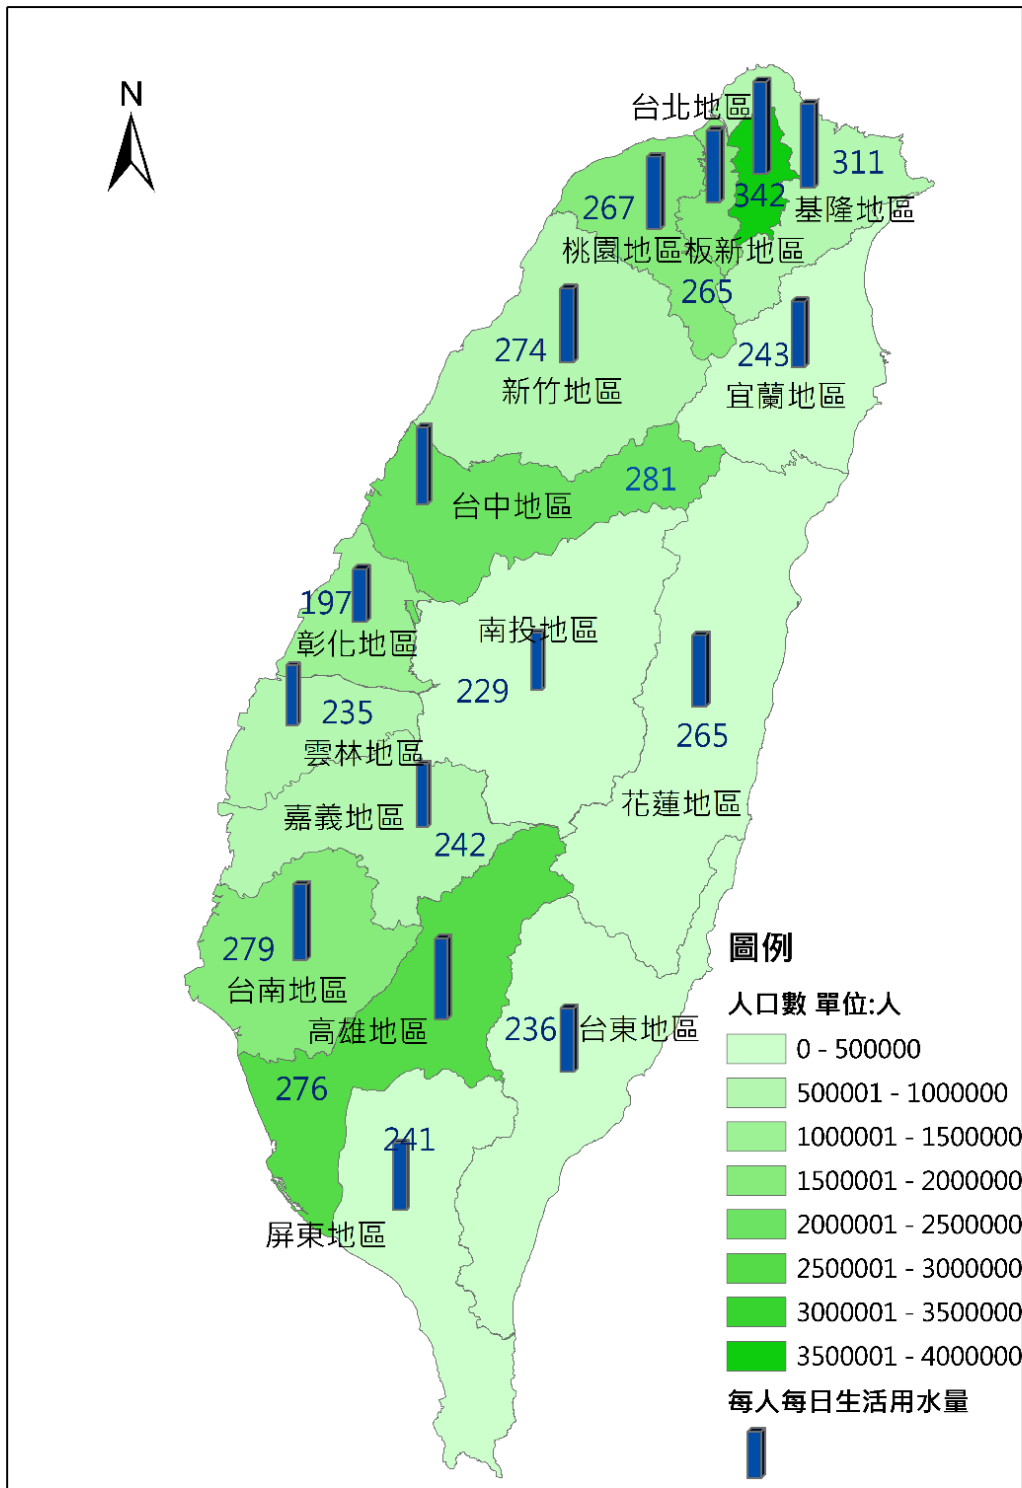 N
台北地區
311
342
基隆地區
267
桃園地區
板新地區
265
274
新竹地區
243
宜蘭地區
281
台中地區
197
彰化地區
南投地區
229
235
雲林地區
265
花蓮地區
嘉義地區
242
279
台南地區
高雄地區
276
236
台東地區
241
屏東地區
圖例
人口數 單位:人
0 - 500000
500001 - 1000000
1000001 - 1500000
1500001 - 2000000
2000001 - 2500000
2500001 - 3000000
3000001 - 3500000
3500001 - 4000000
每人每日生活用水量